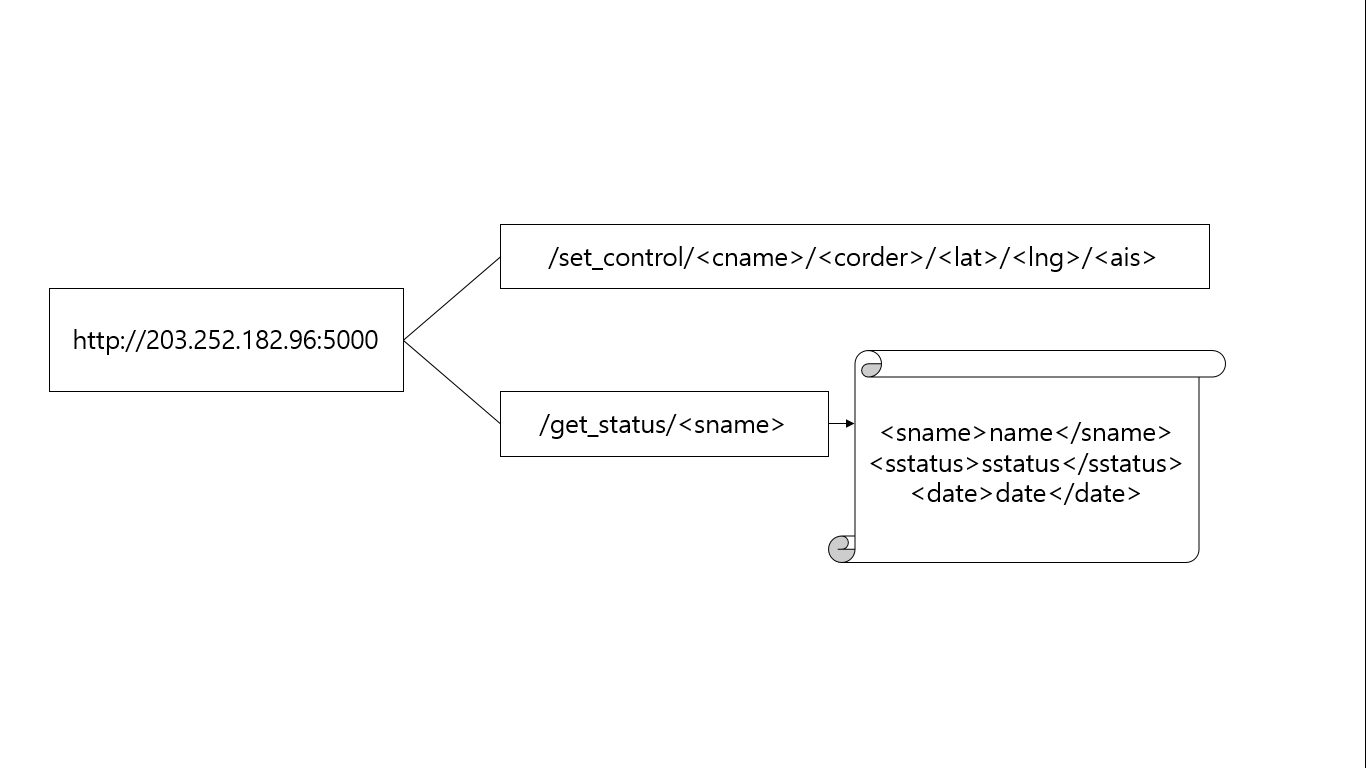 http://203.252.182.96:5000
/set_control/<cname>/<corder>/<lat>/<lng>/<ais>
/get_status/<sname>
<sname>name</sname>
<sstatus>sstatus</sstatus>
<date>date</date>